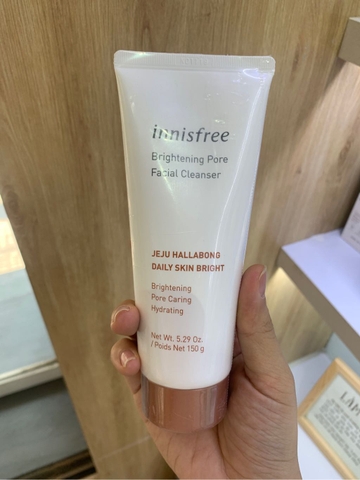 innisfree
Brightening Pore
Facial Cleanser
JEJU HALLABONG
DAILY SKIN BRIGHT
Brightening
Pore Caring
Hydrating
Net Wt. 5.29 Oz.
/ Poids Net 150 g